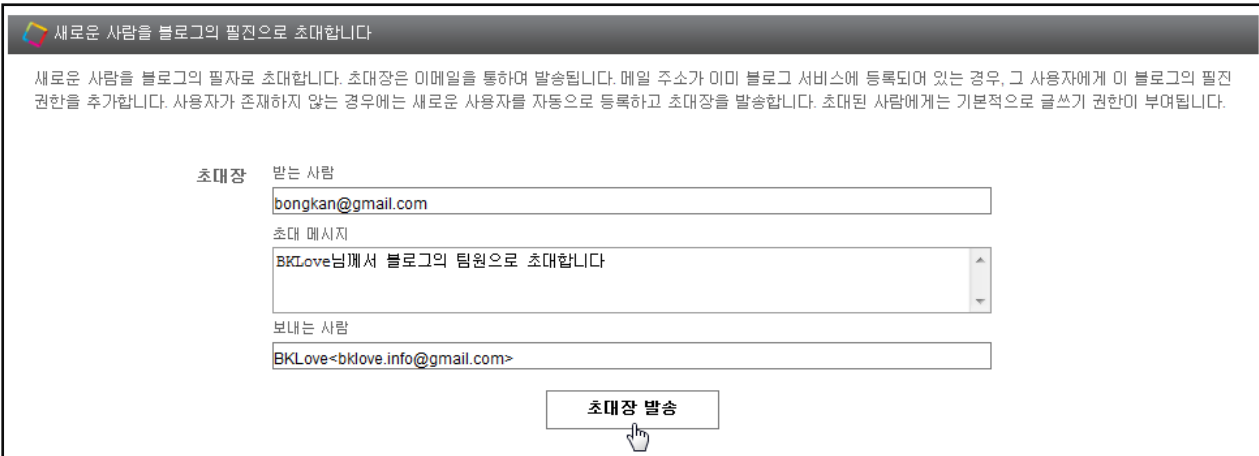 새로운 사람을 블로그의 필진으로 초대합니다
새로운 사람을 블로그의 필자로 초대합니다. 초대장은 이메일을 통하여 발송됩니다. 메일 주소가 이미 블로그 서비스에 등록되어 있는 경우, 그 사용자에게 이 블로그의 필진
권한을 추가합니다. 사용자가 존재하지 않는 경우에는 새로운 사용자를 자동으로 등록하고 초대장을 발송합니다. 초대된 사람에게는 기본적으로 글쓰기 권한이 부여됩니다.
초대장 받는 사람
bongkan@gmail.com
초대 메시지
BKLove님께서 블로그의 팀원으로 초대합니다
보내는 사람
BKLove<bklove.info@gmail.com>
초대장 발송